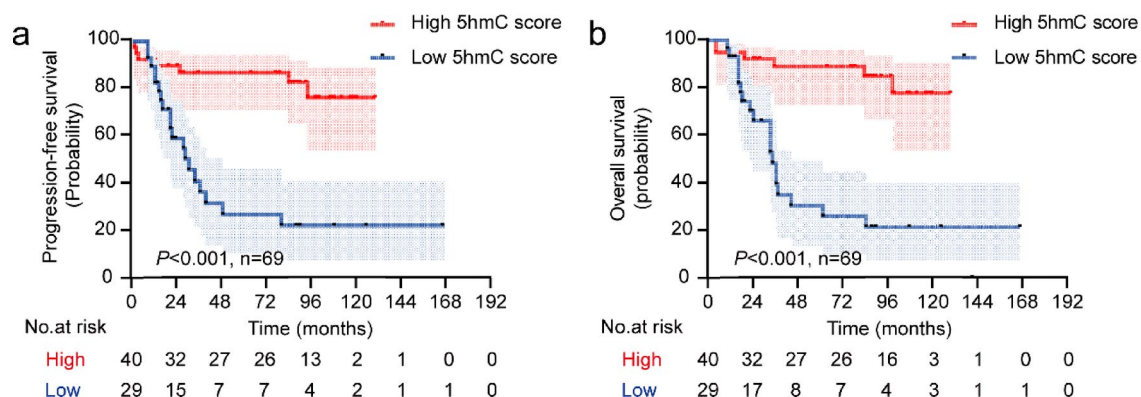 a
High 5hmC score
Low 5hmC score
Progression-free survival
(Probability)
100
80
60
40
20
0
P<0.001, n=69
0 24 48 72 96 120 144 168 192
No.at risk Time (months)
High 40 32 27 26 13 2 1 0 0
Low 29 15 7 7 4 2 1 1 0
b
High 5hmC score
Low 5hmC score
Overall survival
(probability)
100
80
60
40
20
0
P<0.001, n=69
0 24 48 72 96 120 144 168 192
No.at risk Time (months)
High 40 32 27 26 16 3 1 0 0
Low 29 17 8 7 4 3 1 1 0